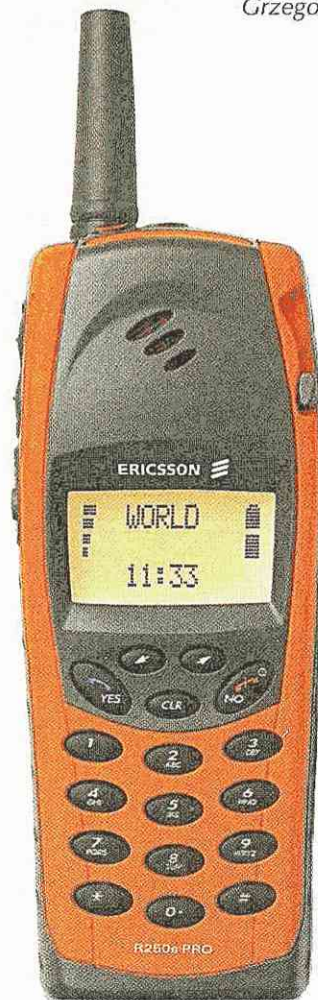 Grzego
ERICSSON
WORLD
11:33
YES CLR NO
1 2 3
ABC DEF
4 5 6
GHI JKL MNO
7 8 9
PQRS TUV WXYZ
* 0 #
R250s PRO